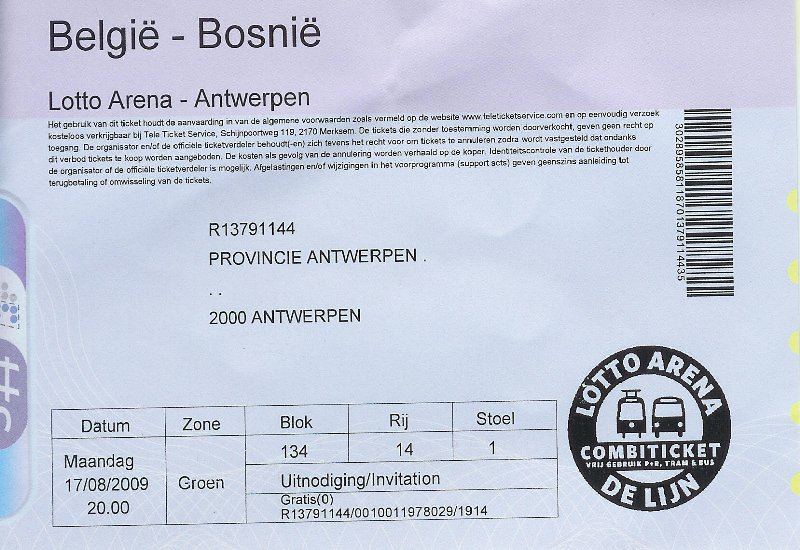 België - Bosnië
Lotto Arena - Antwerpen
Het gebruik van dit ticket houdt de aanvaarding in van de algemene voorwaarden zoals vermeld op de website www.teleticketservice.com en op eenvoudig verzoek
kosteloos verkrijgbaar bij Tele Ticket Service, Schijnpoortweg 119, 2170 Merksem. De tickets die zonder toestemming worden doorverkocht, geven geen recht op
toegang. De organisator en/of de officiële ticketverdeler behoudt(-en) zich tevens het recht voor om tickets te annuleren zodra wordt vastgesteld dat ondanks
dit verbod tickets te koop worden aangeboden. De kosten als gevolg van de annulering worden verhaald op de koper. Identiteitscontrole van de tickethouder door
de organisator of de officiële ticketverdeler is mogelijk. Afgelastingen en/of wijzigingen in het voorprogramma (support acts) geven geenszins aanleiding tot
terugbetaling of omwisseling van de tickets.
R13791144
PROVINCIE ANTWERPEN .
. .
2000 ANTWERPEN
Datum Zone Blok Rij Stoel
134 14 1
Maandag
17/08/2009
20.00
Groen
Uitnodiging/Invitation
Gratis(0)
R13791144/0010011978029/1914
LOTTO ARENA
COMBITICKET
VRIJ GEBRUIK P+R, TRAM & BUS
DE LIJN